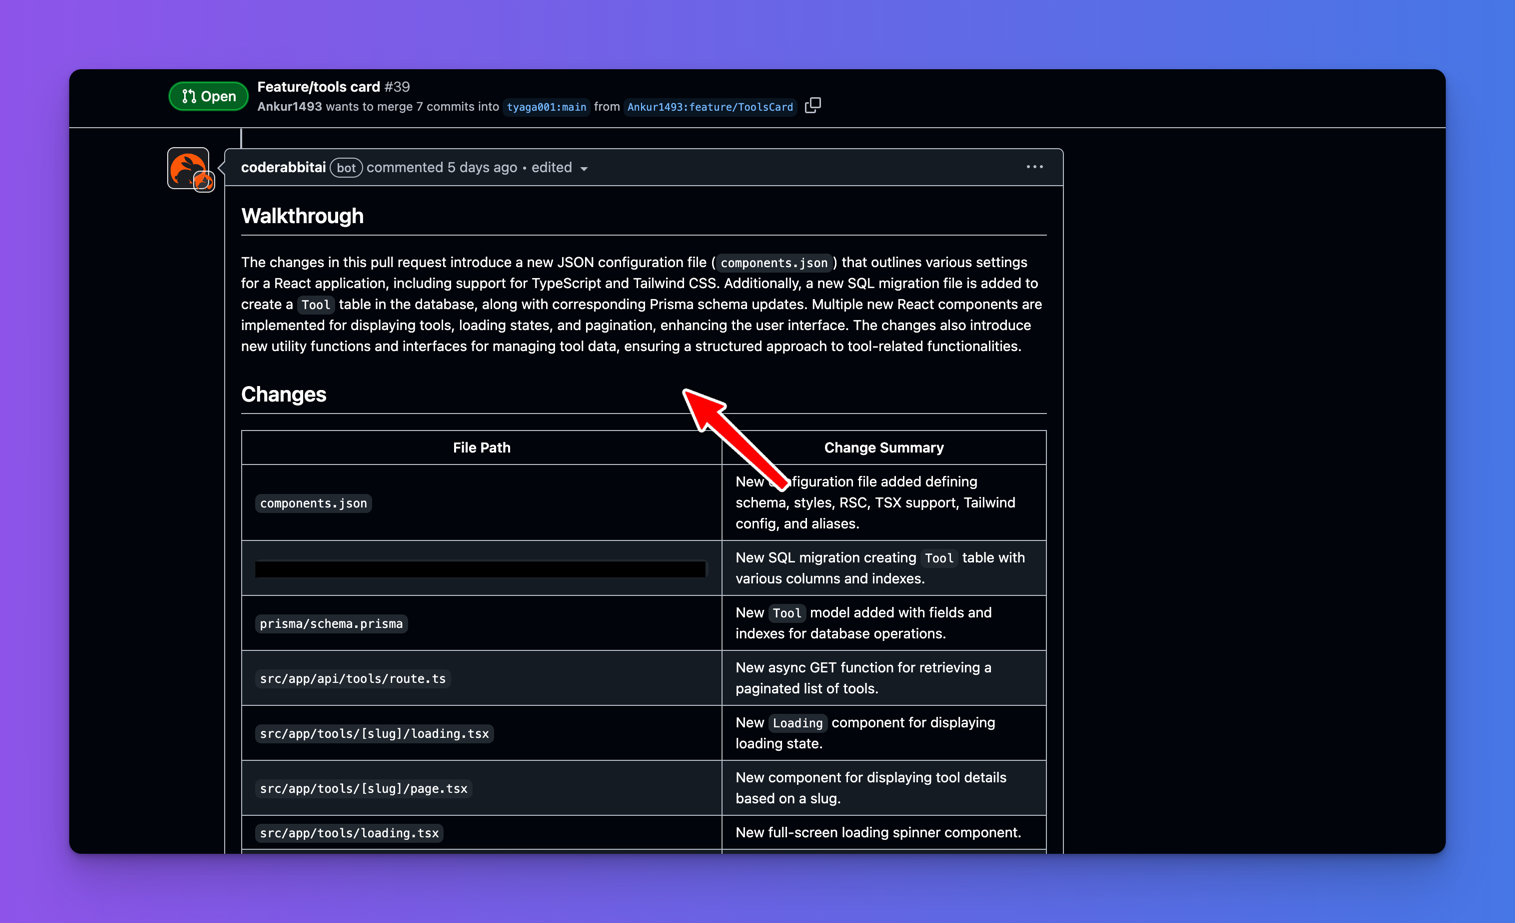 Open
Feature/tools card #39
Ankur1493 wants to merge 7 commits into tyaga001:main from Ankur1493:feature/ToolsCard
coderabbitai bot commented 5 days ago • edited
Walkthrough
The changes in this pull request introduce a new JSON configuration file ( components.json ) that outlines various settings
for a React application, including support for TypeScript and Tailwind CSS. Additionally, a new SQL migration file is added to
create a Tool table in the database, along with corresponding Prisma schema updates. Multiple new React components are
implemented for displaying tools, loading states, and pagination, enhancing the user interface. The changes also introduce
new utility functions and interfaces for managing tool data, ensuring a structured approach to tool-related functionalities.
Changes
File Path
Change Summary
components.json
New figuration file added defining
schema, styles, RSC, TSX support, Tailwind
config, and aliases.
New SQL migration creating Tool table with
various columns and indexes.
prisma/schema.prisma
New Tool model added with fields and
indexes for database operations.
src/app/api/tools/route.ts
New async GET function for retrieving a
paginated list of tools.
src/app/tools/[slug]/loading.tsx
New Loading component for displaying
loading state.
src/app/tools/[slug]/page.tsx
New component for displaying tool details
based on a slug.
src/app/tools/loading.tsx
New full-screen loading spinner component.